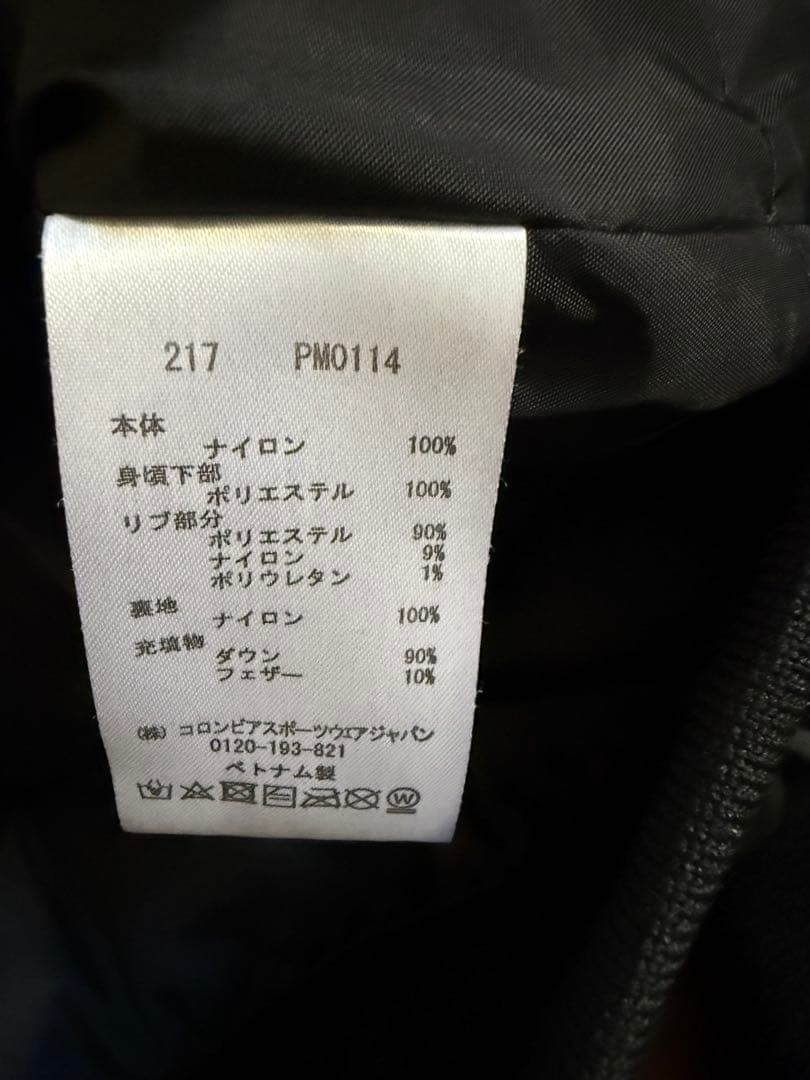 217 PM0114
本体
ナイロン 100%
身頃下部
ポリエステル 100%
リブ部分
ポリエステル 90%
ナイロン 9%
ポリウレタン 1%
裏地
ナイロン 100%
充填物
ダウン 90%
フェザー 10%
(株) コロンビアスポーツウェアジャパン
0120-193-821
ベトナム製
W